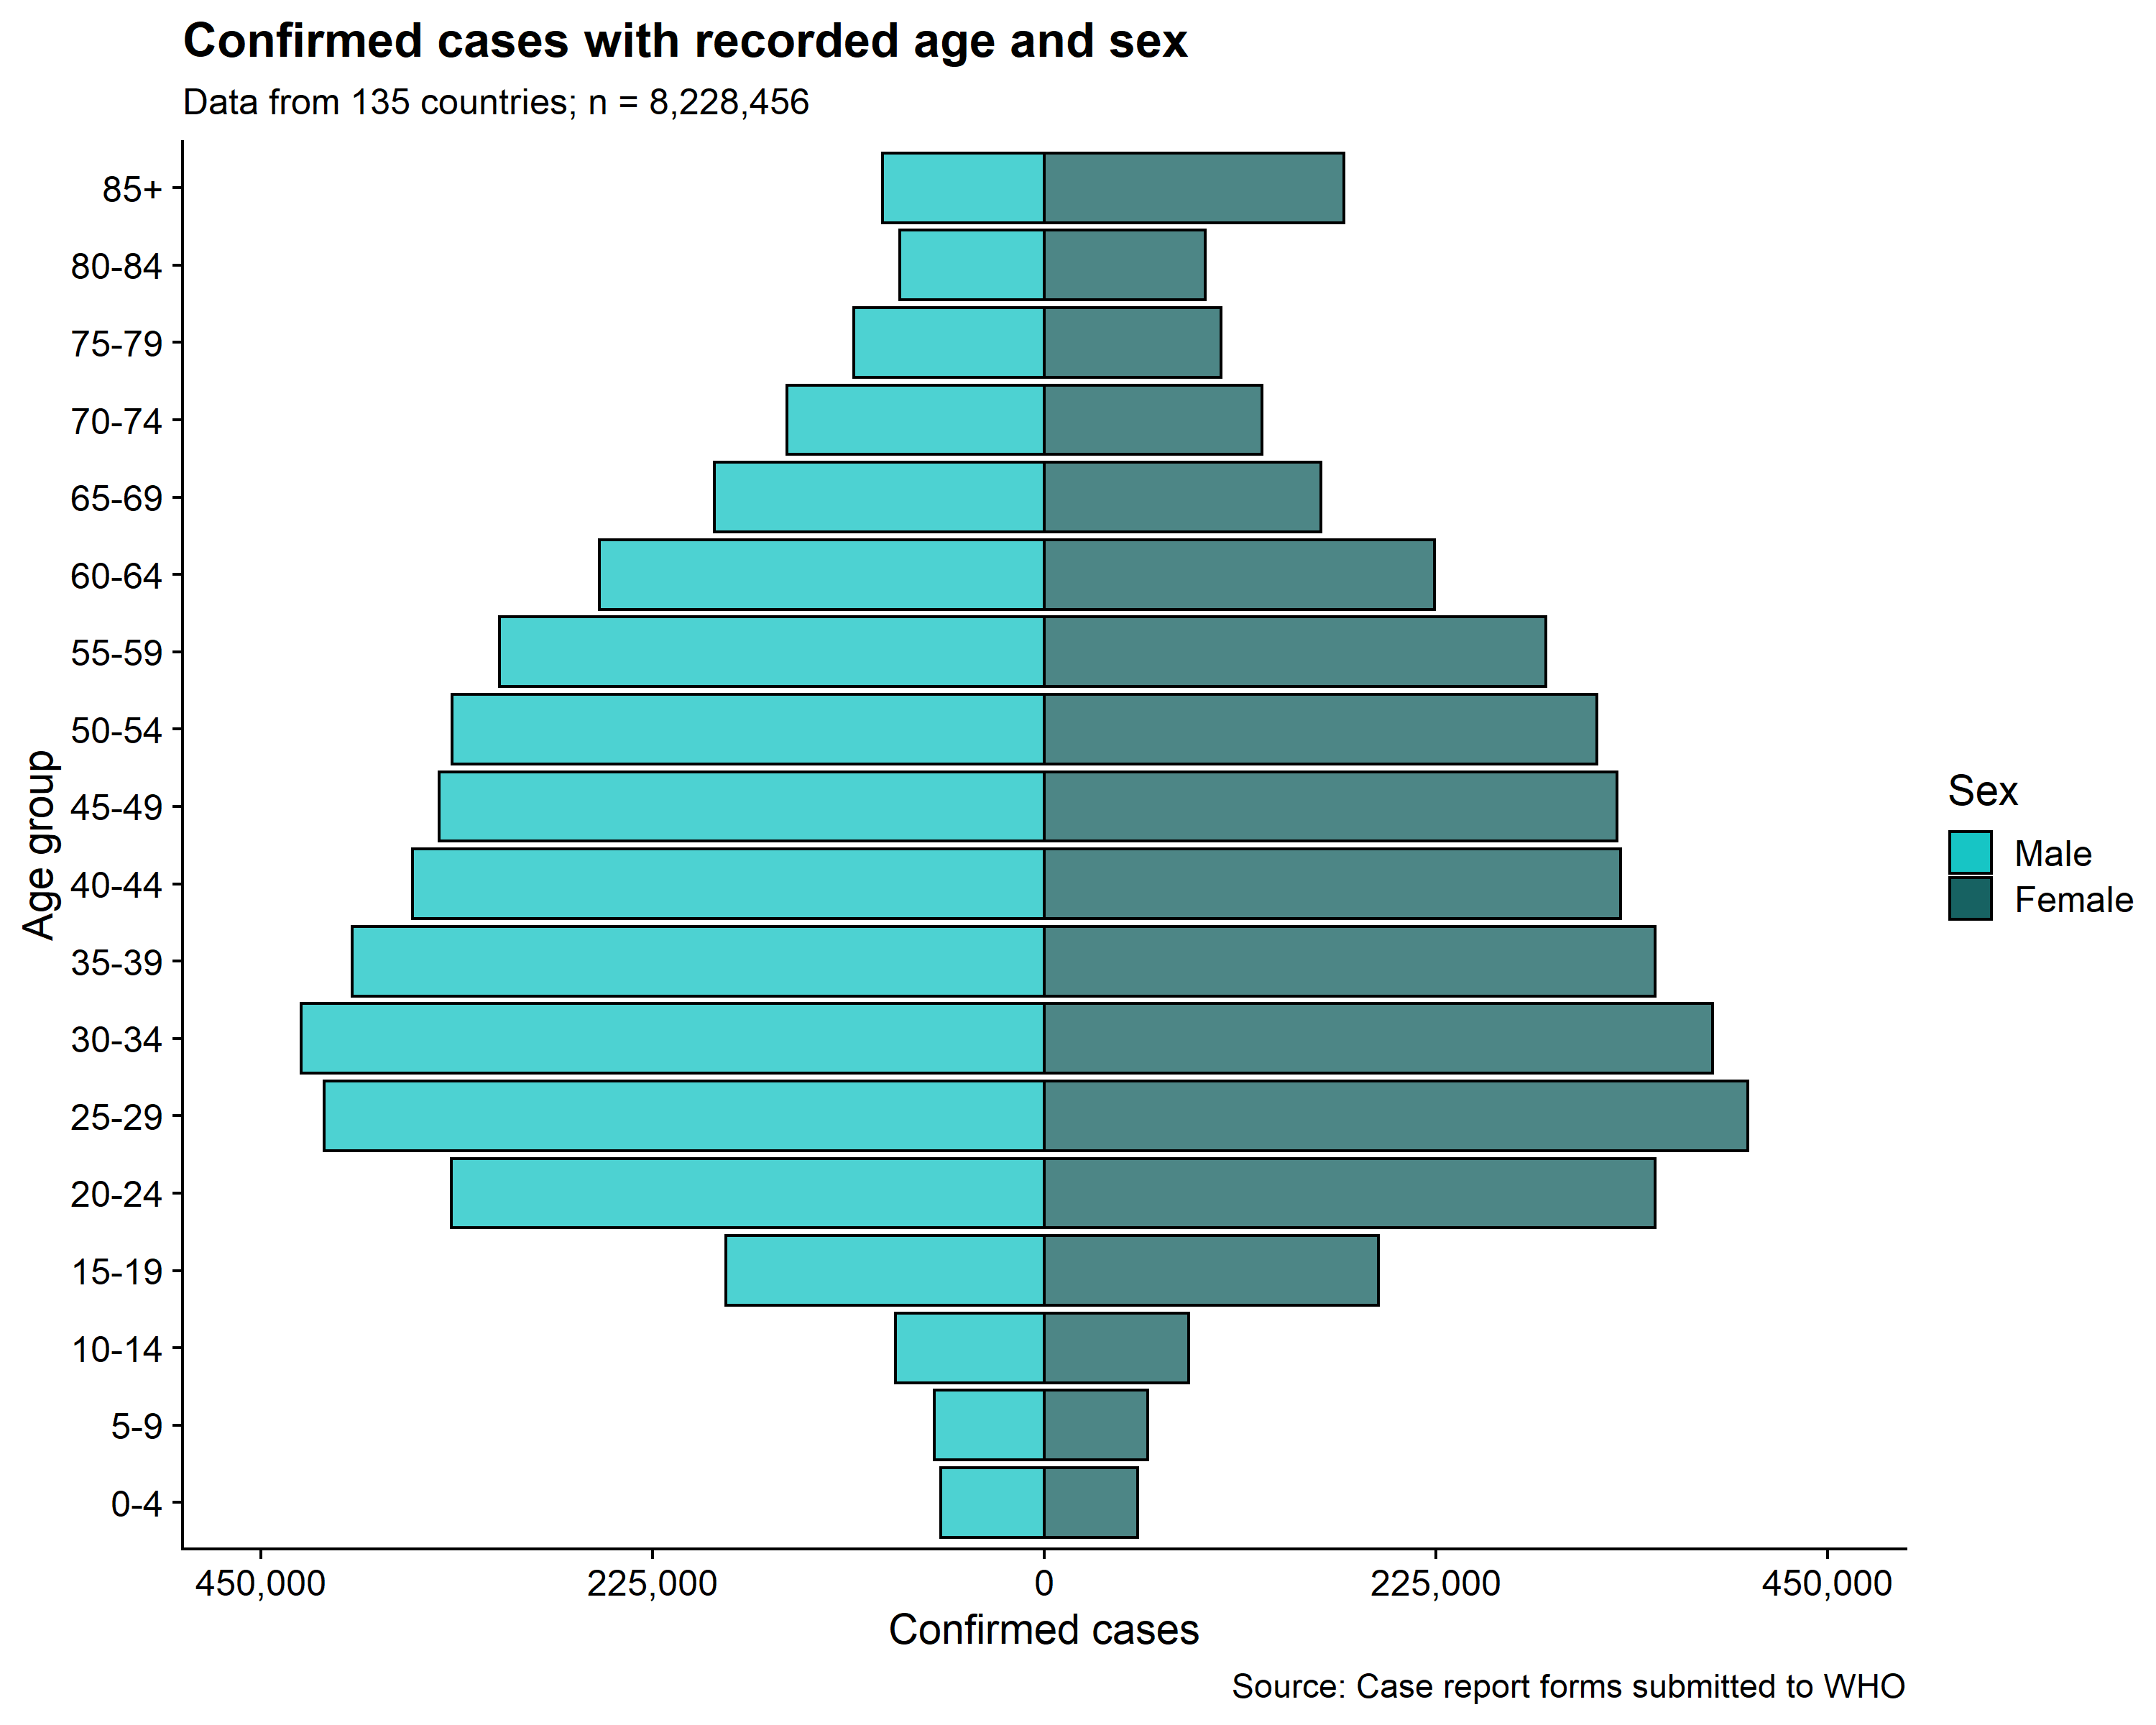 Confirmed cases with recorded age and sex
Data from 135 countries; n = 8,228,456
Age group
85+
80-84
75-79
70-74
65-69
60-64
55-59
50-54
45-49
40-44
35-39
30-34
25-29
20-24
15-19
10-14
5-9
0-4
450,000
225,000
0
225,000
450,000
Confirmed cases
Sex
Male
Female
Source: Case report forms submitted to WHO